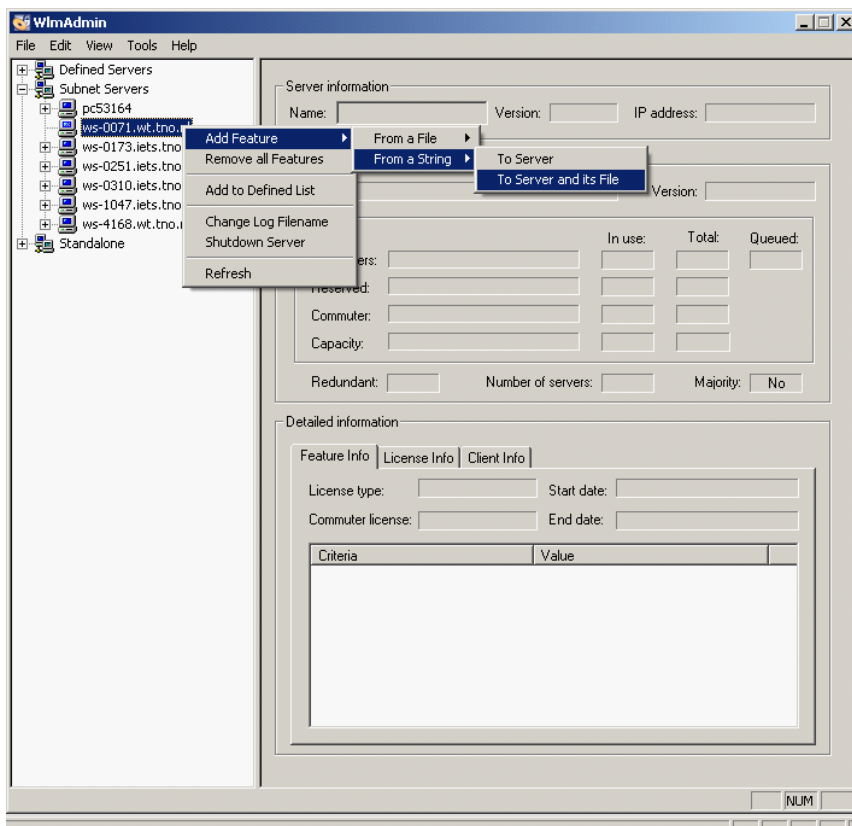 WlmAdmin
File Edit View Tools Help
Defined Servers
Subnet Servers
pc53164
ws-0071.wt.tno.
ws-0173.iets.tno
ws-0251.iets.tno
ws-0310.iets.tno
ws-1047.iets.tno
ws-4168.wt.tno.
Standalone
Add Feature
Remove all Features
Add to Defined List
Change Log Filename
Shutdown Server
Refresh
From a File
From a String
To Server
To Server and its File
Server information
Name: Version: IP address:
Version:
In use: Total: Queued:
ers:
Reserved:
Commuter:
Capacity:
Redundant: Number of servers: Majority: No
Detailed information
Feature Info License Info Client Info
License type: Start date:
Commuter license: End date:
Criteria Value
NUM